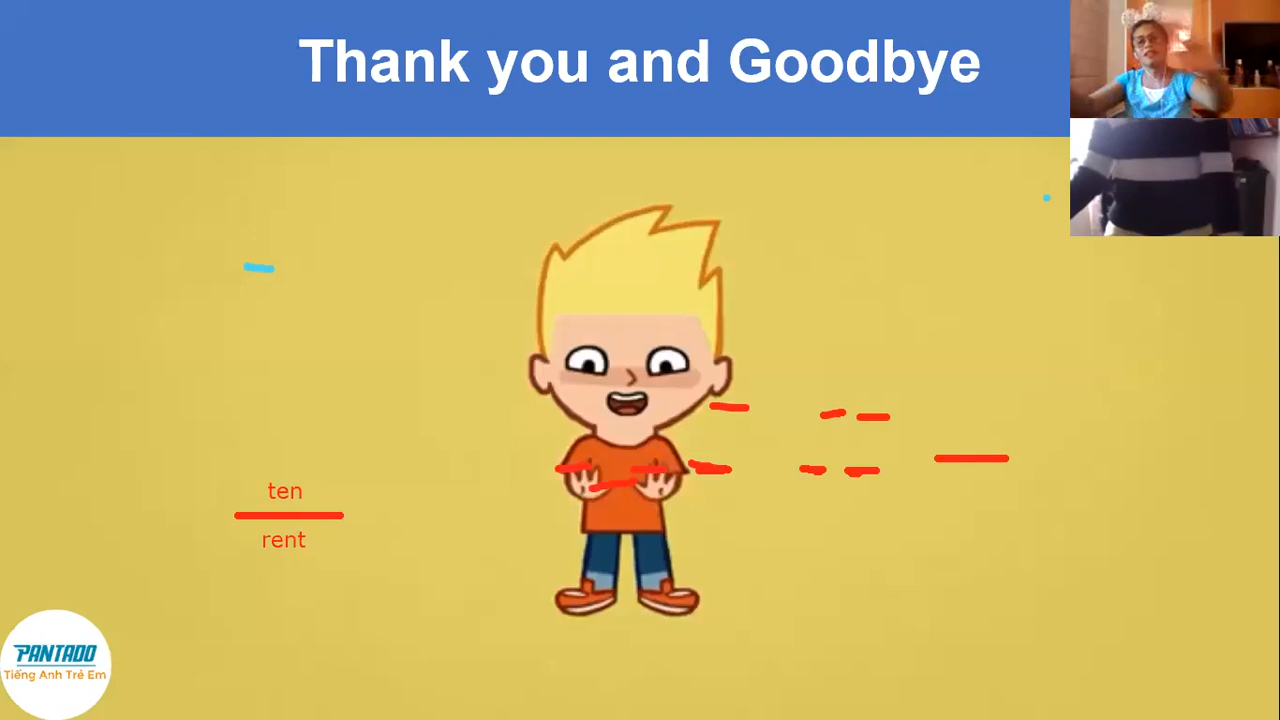 Thank you and Goodbye
ten
rent
PANTADO
Tiếng Anh Trẻ Em